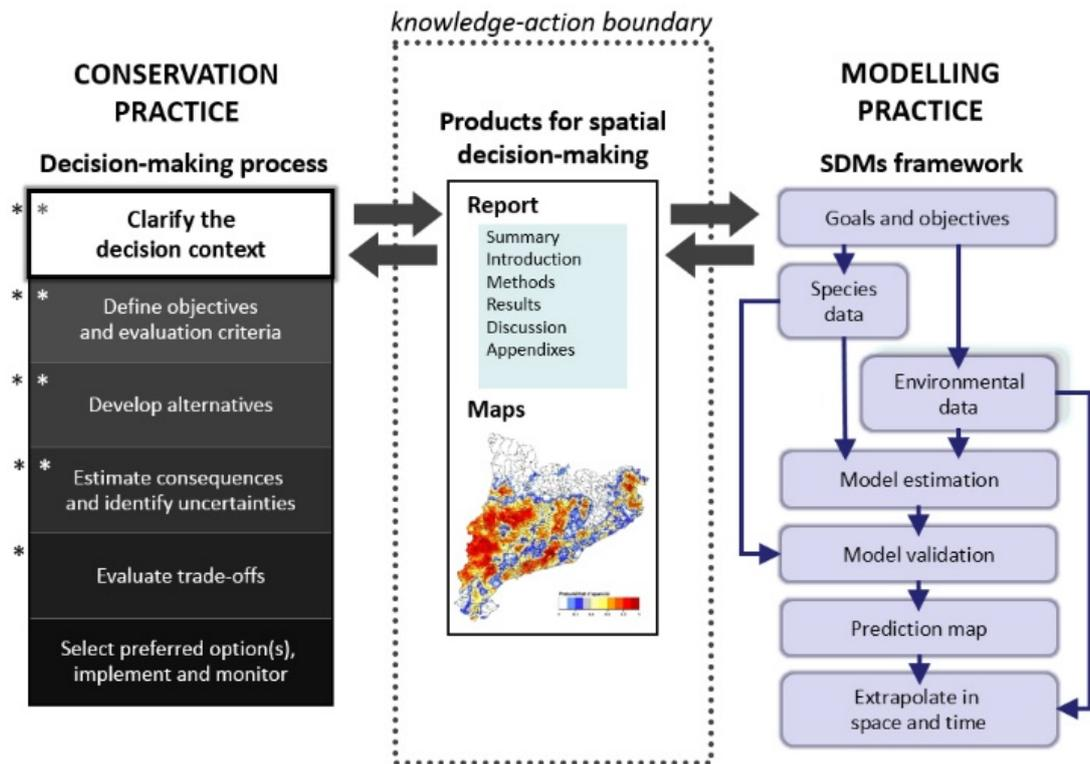 knowledge-action boundary
CONSERVATION
PRACTICE
Decision-making process
* *
Clarify the
decision context
* *
Define objectives
and evaluation criteria
* *
Develop alternatives
* *
Estimate consequences
and identify uncertainties
*
Evaluate trade-offs
Select preferred option(s),
implement and monitor
Products for spatial
decision-making
Report
Summary
Introduction
Methods
Results
Discussion
Appendixes
Maps
MODELLING
PRACTICE
SDMs framework
Goals and objectives
Species
data
Environmental
data
Model estimation
Model validation
Prediction map
Extrapolate in
space and time